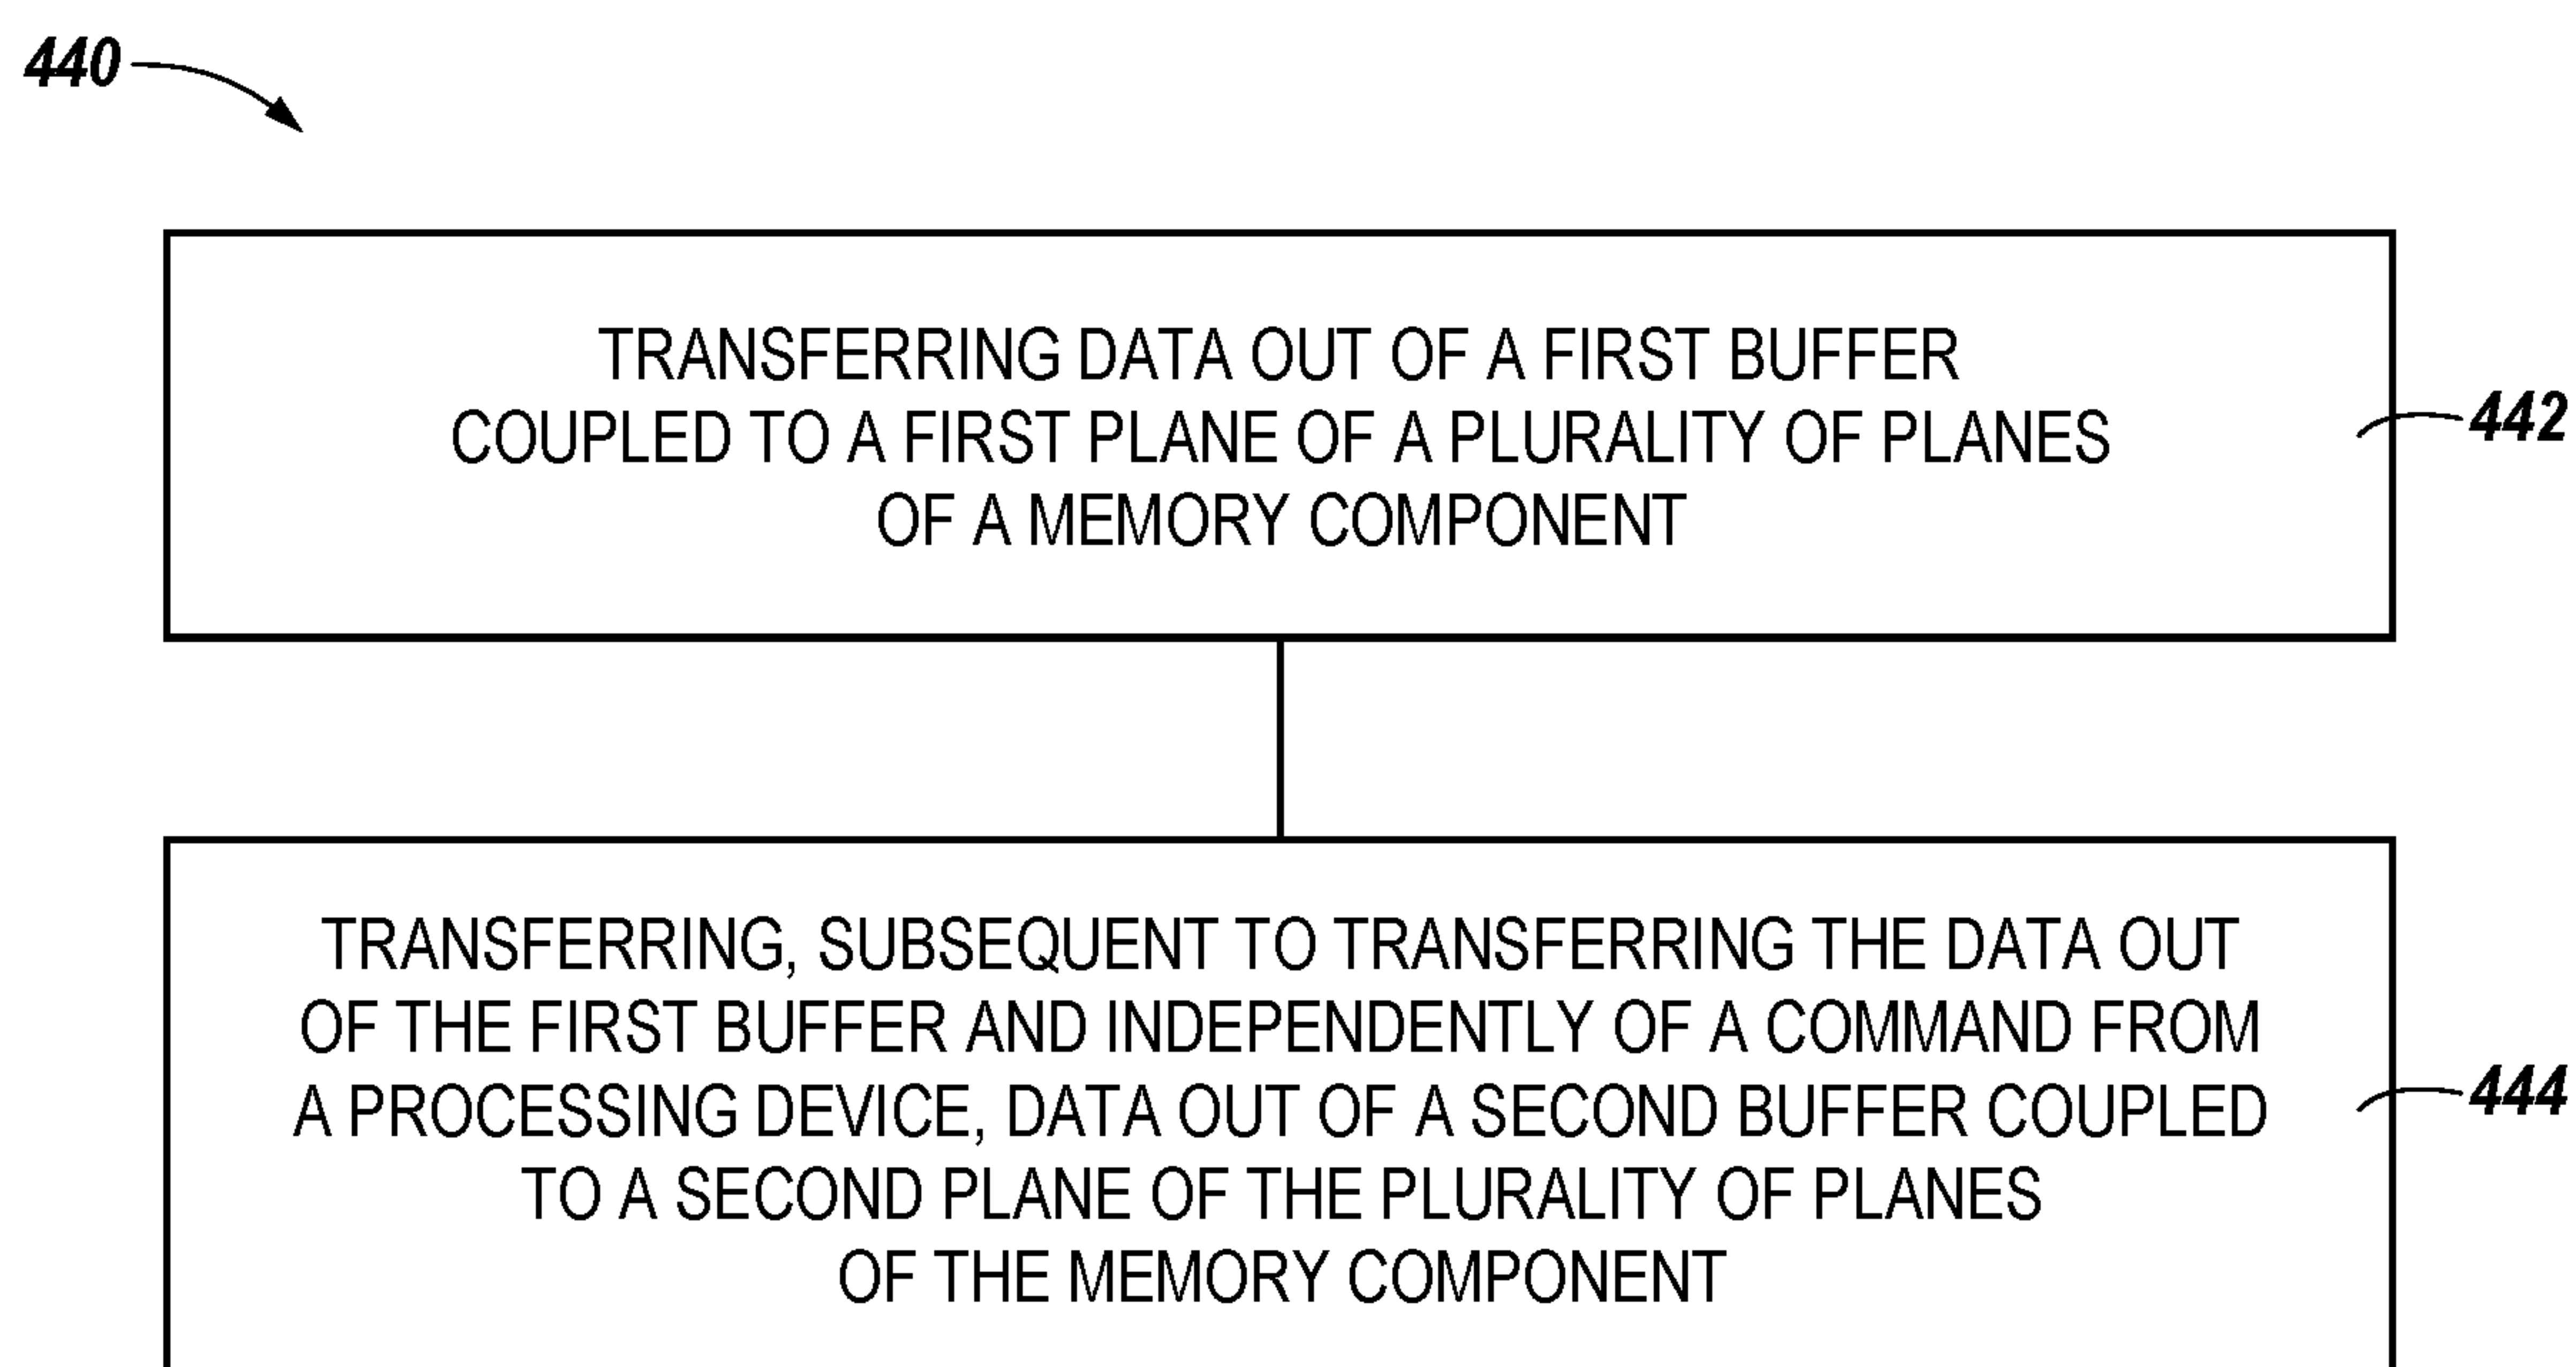 440
TRANSFERRING DATA OUT OF A FIRST BUFFER
COUPLED TO A FIRST PLANE OF A PLURALITY OF PLANES
OF A MEMORY COMPONENT
442
TRANSFERRING, SUBSEQUENT TO TRANSFERRING THE DATA OUT
OF THE FIRST BUFFER AND INDEPENDENTLY OF A COMMAND FROM
A PROCESSING DEVICE, DATA OUT OF A SECOND BUFFER COUPLED
TO A SECOND PLANE OF THE PLURALITY OF PLANES
OF THE MEMORY COMPONENT
444